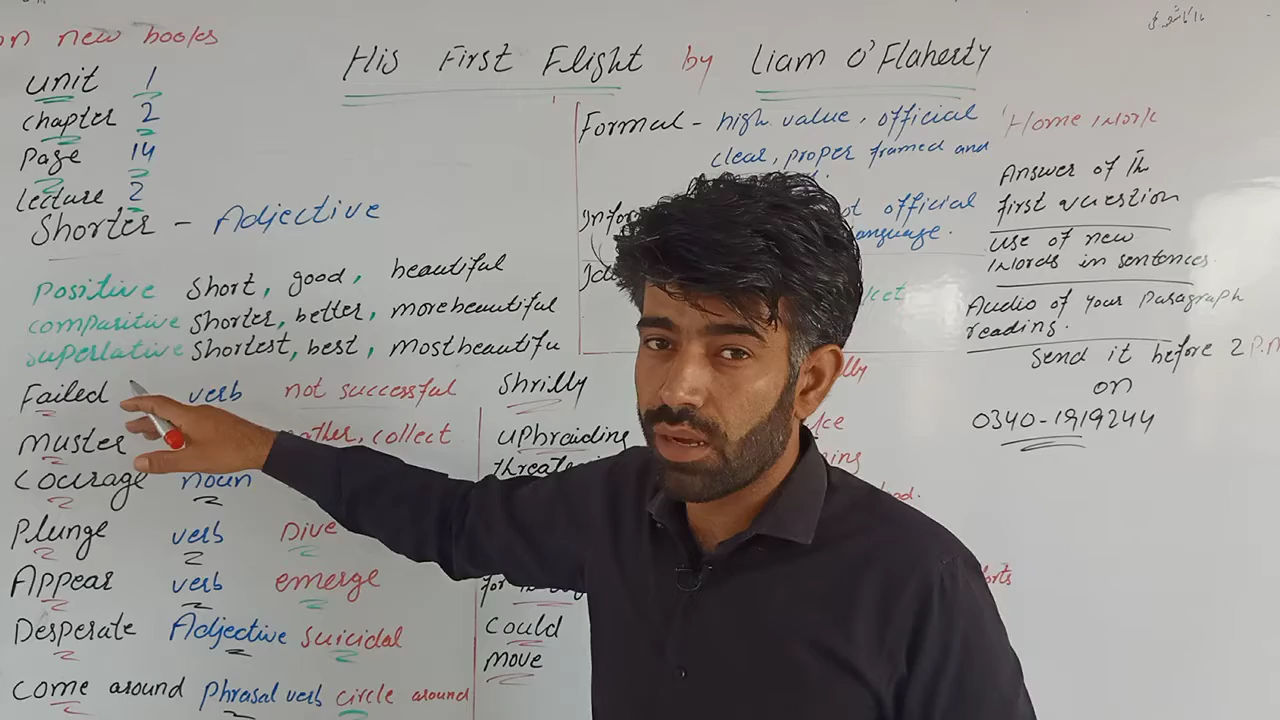 on new books
unit 1
chapter 2
page 14
lecture 2
His First Flight by Liam O'Flaherty
Shorter - Adjective
positive short, good, beautiful
comparitive shorter, better, more beautiful
superlative shortest, best, most beautifu
Failed verb not successful
muster collect
Courage noun
Plunge verb Dive
Appear verb emerge
Desperate Adjective suicidal
come around phrasal verb circle around
Formal - high value, official
clear, proper framed and
official
language.
shrilly
upbraiding
could
move
Home work
Answer of the
first question
use of new
words in sentences.
Audio of your paragraph
reading.
Send it before 2 P.M
on
0340-1919244